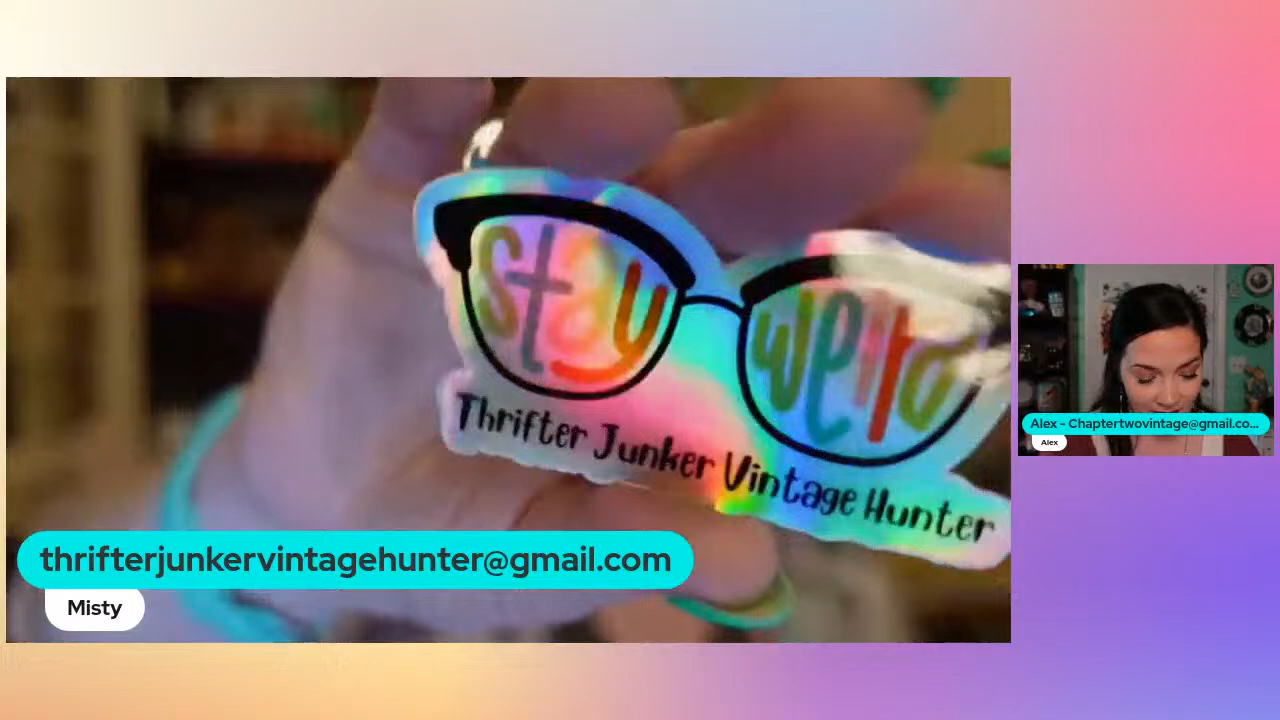 stay weird
Thrifter Junker Vintage Hunter
thrifterjunkervintagehunter@gmail.com
Misty
Alex - Chaptertwovintage@gmail.co...
Alex